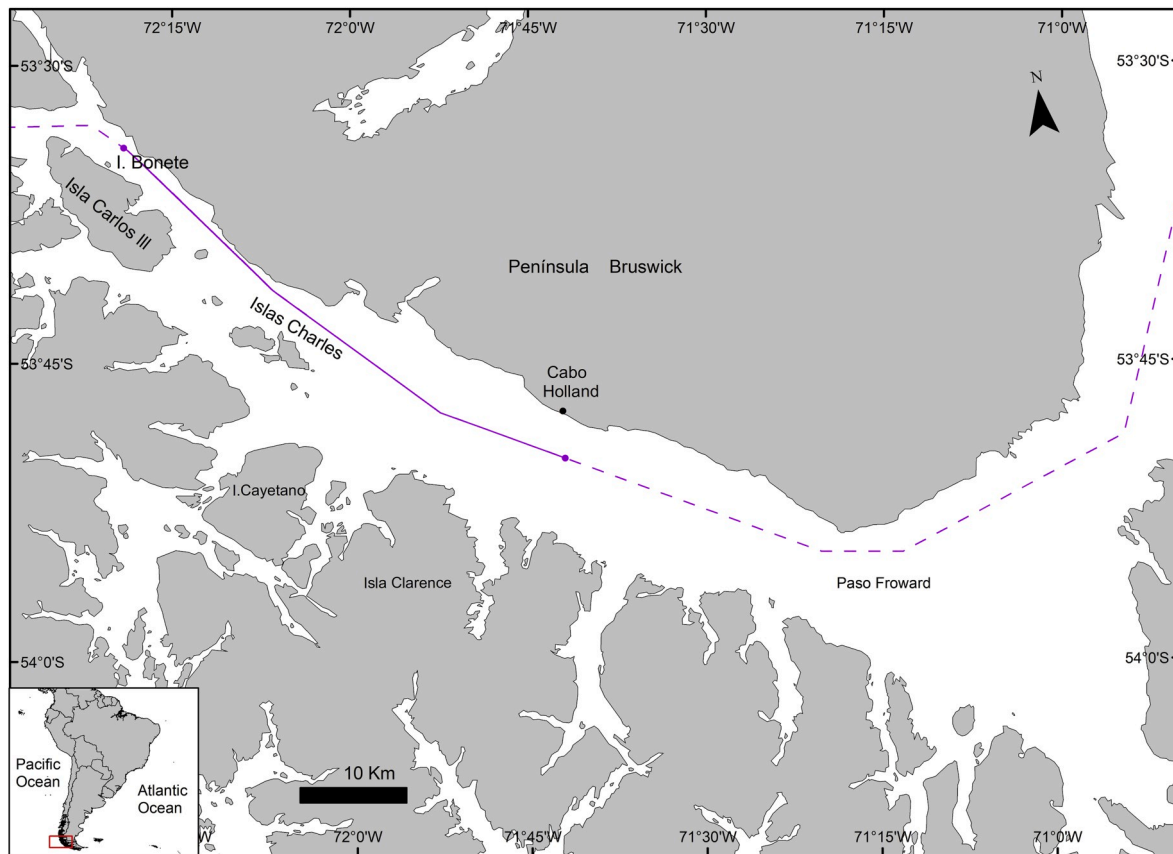 72°15'W
72°0'W
71°45'W
71°30'W
71°15'W
71°0'W
53°30'S
53°30'S
N
I. Bonete
Isla Carlos III
Península Bruswick
Islas Charles
53°45'S
53°45'S
Cabo
Holland
I.Cayetano
Isla Clarence
Paso Froward
54°0'S
54°0'S
Pacific
Ocean
Atlantic
Ocean
10 Km
'W
72°0'W
71°45'W
71°30'W
71°15'W
71°0'W